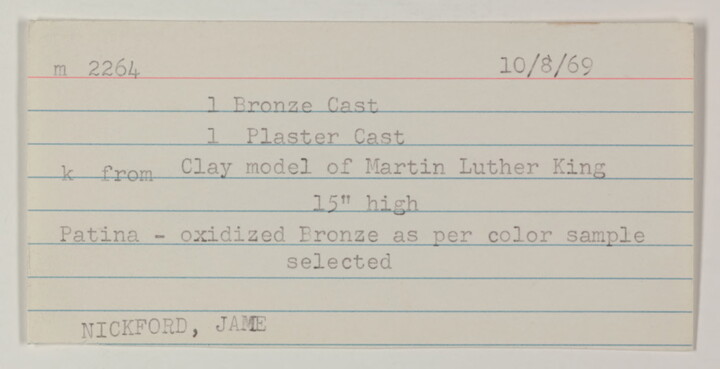 m 2264 10/8/69
1 Bronze Cast
1 Plaster Cast
k from Clay model of Martin Luther King
15" high
Patina - oxidized Bronze as per color sample
selected
NICKFORD, JAME